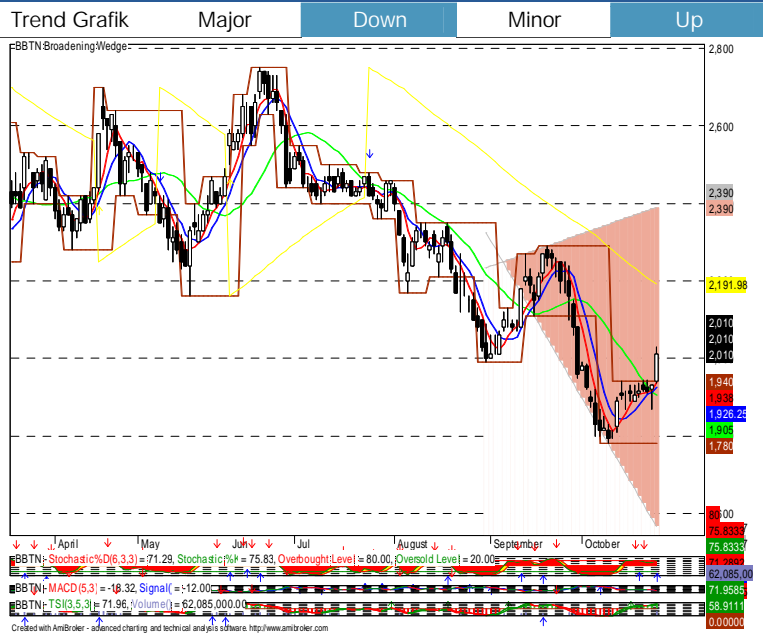 Trend Grafik Major Down Minor Up
BBTN:Broadening Wedge-
2,800
2,600
2,390
2,390
2,191.98
2,010
2,010
2,010
1,940
1,938
1,926.25
1,905
1,780
April May Jun Jul August September October
75.8333
75.8333
BBTN - Stochastic%D(6,3,3) = 71.29, Stochastic %K = 75.83, Overbought Level = 80.00, Oversold Level = 20.00
62,085,00
BBTN - MACD(5,3) = -18.32, Signal( = -12.00
71.9585
BBTN - TSI(3,5,3) = 71.96, Volume() = 62,085,000.00
58.9111
0.00000
Created with AmiBroker - advanced charting and technical analysis software. http://www.amibroker.com